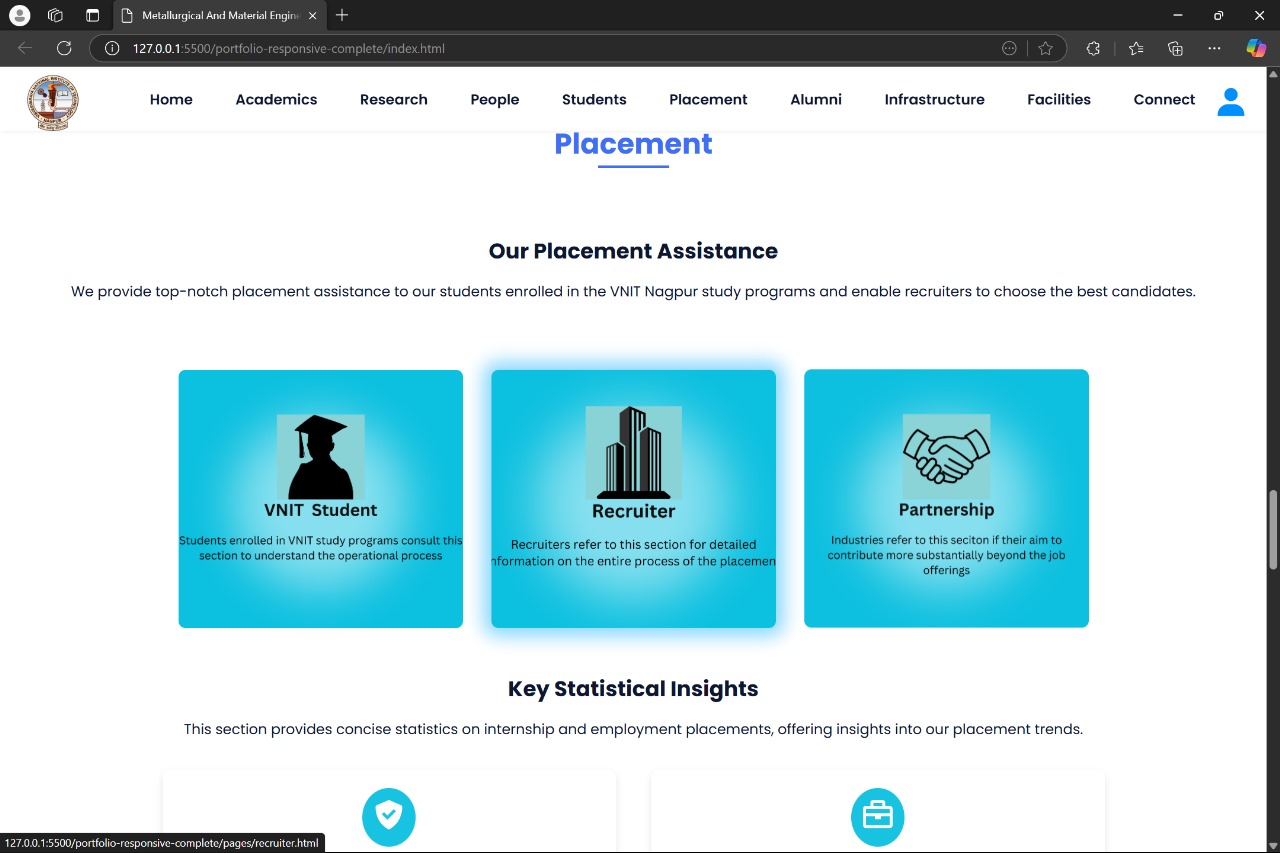 Metallurgical And Material Engin
127.0.0.1:5500/portfolio-responsive-complete/index.html
Home Academics Research People Students Placement Alumni Infrastructure Facilities Connect
Placement
Our Placement Assistance
We provide top-notch placement assistance to our students enrolled in the VNIT Nagpur study programs and enable recruiters to choose the best candidates.
VNIT Student
Students enrolled in VNIT study programs consult this
section to understand the operational process
Recruiter
Recruiters refer to this section for detailed
nformation on the entire process of the placemen
Partnership
Industries refer to this seciton if their aim to
contribute more substantially beyond the job
offerings
Key Statistical Insights
This section provides concise statistics on internship and employment placements, offering insights into our placement trends.
127.0.0.1:5500/portfolio-responsive-complete/pages/recruiter.html